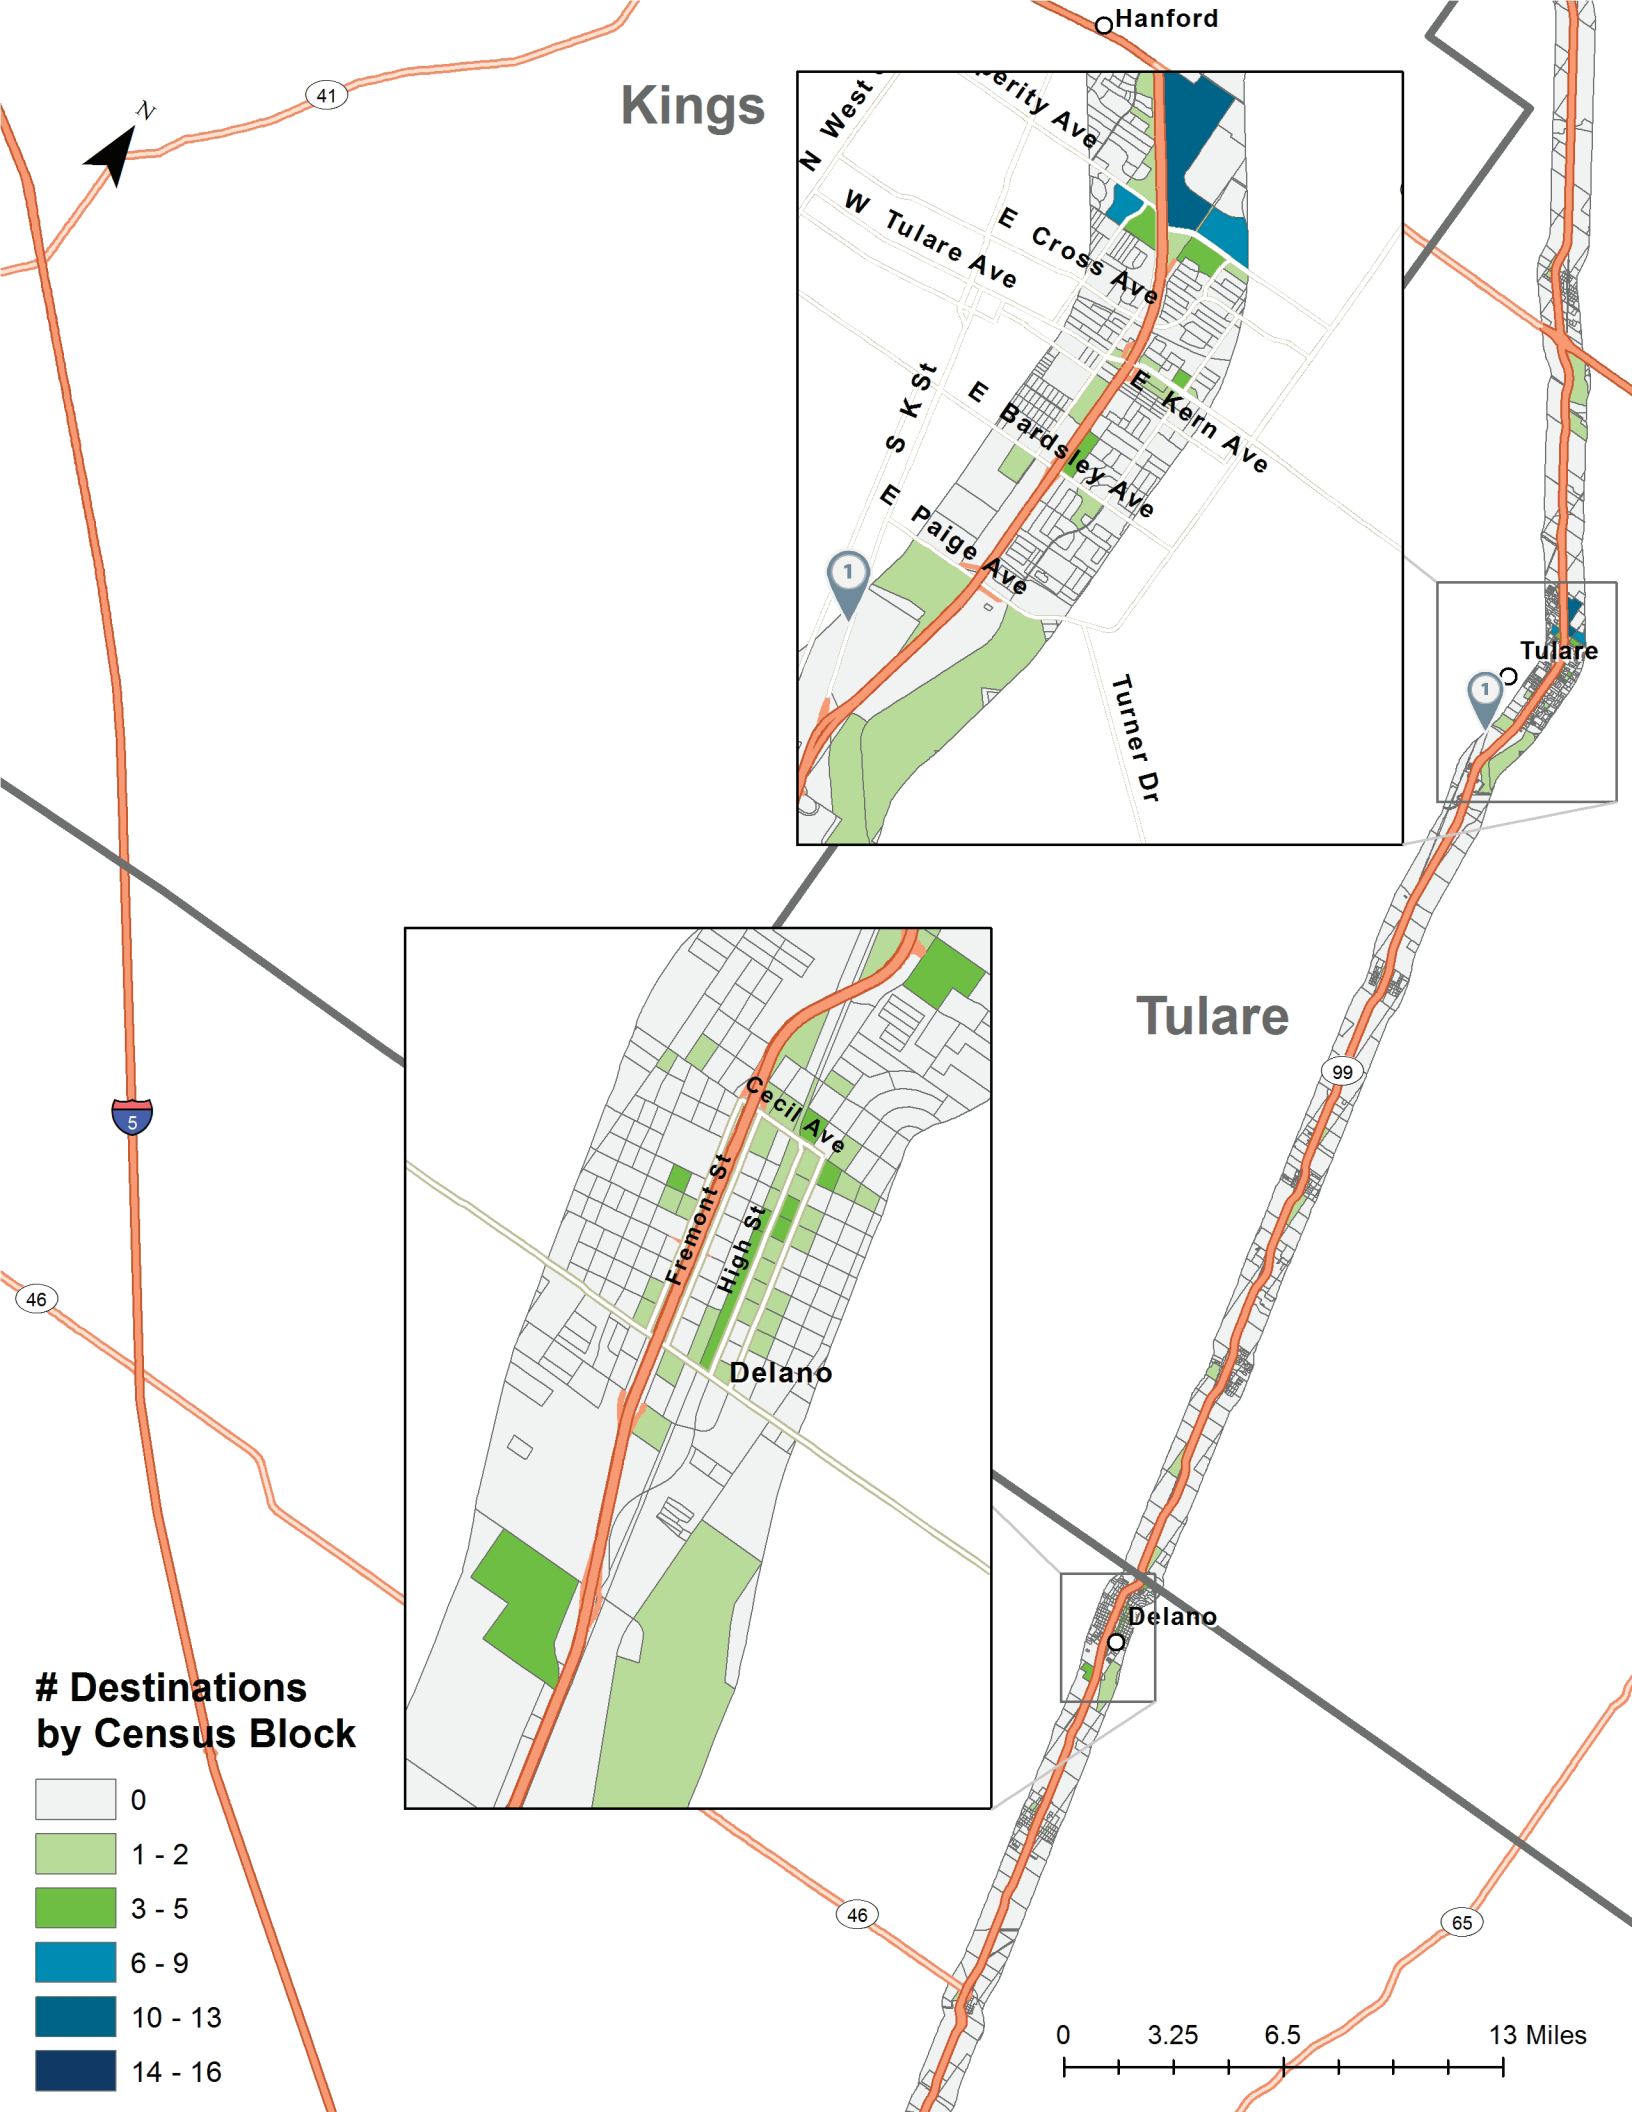 Hanford
41
N
Kings
perity Ave
N West
W Tulare Ave
E Cross Ave
S K St
E Kern Ave
E Bardsley Ave
E Paige Ave
1
Turner Dr
Tulare
1
Tulare
99
5
46
Cecil Ave
Fremont St
High St
Delano
Delano
# Destinations
by Census Block
0
1 - 2
3 - 5
6 - 9
10 - 13
14 - 16
46
65
0 3.25 6.5 13 Miles